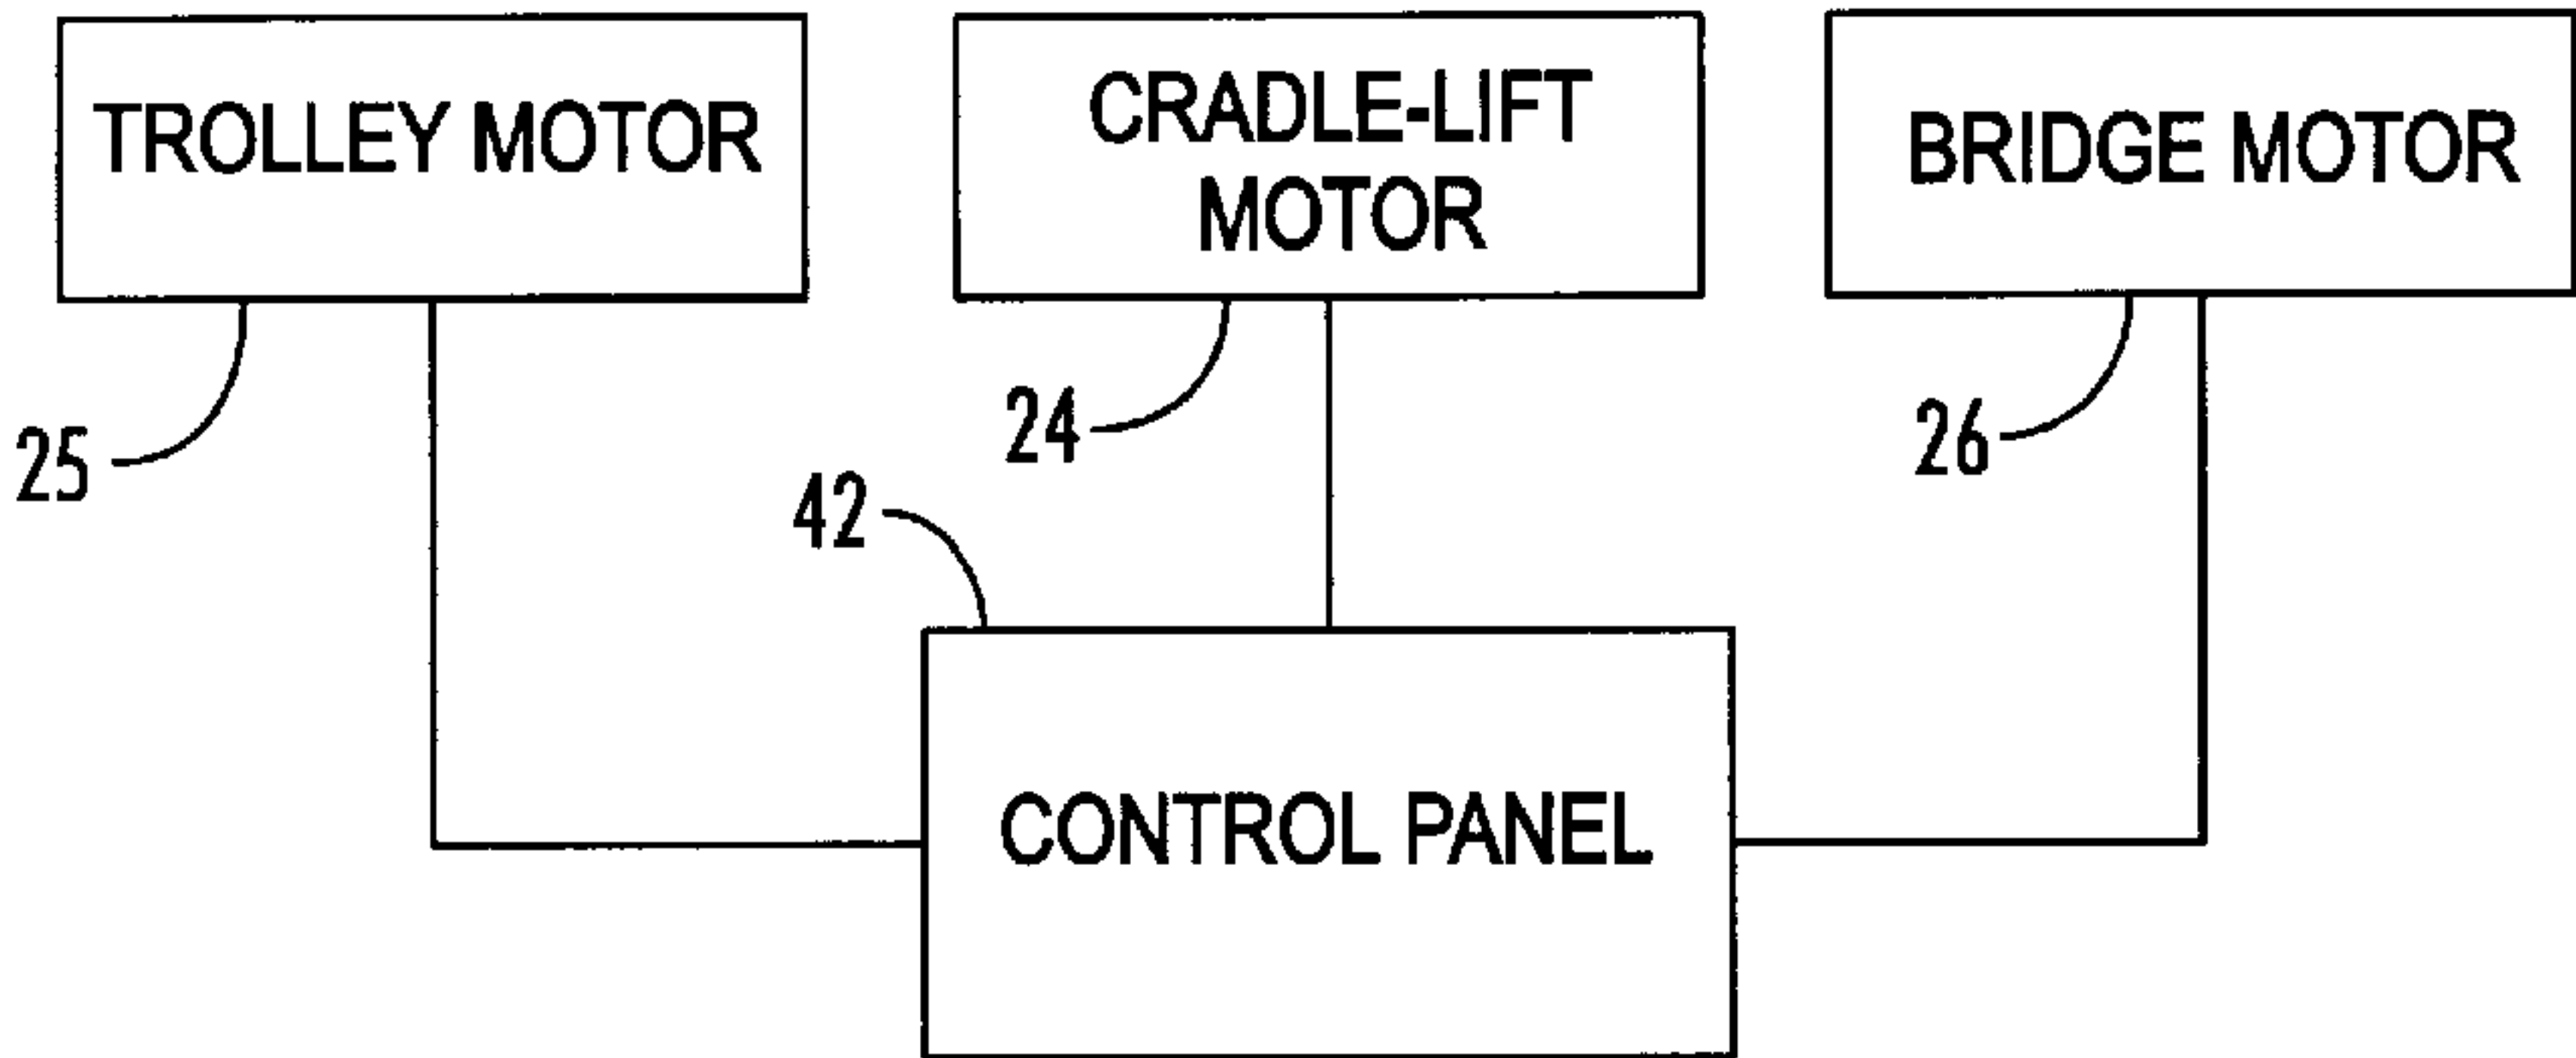 TROLLEY MOTOR
CRADLE-LIFT
MOTOR
BRIDGE MOTOR
25
24
26
42
CONTROL PANEL